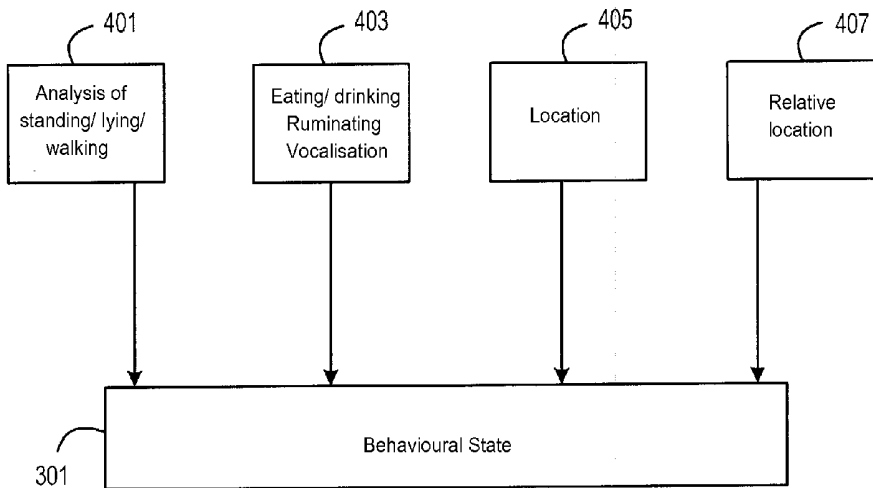 401
403
405
407
Analysis of
standing/ lying/
walking
Eating/ drinking
Ruminating
Vocalisation
Location
Relative
location
Behavioural State
301